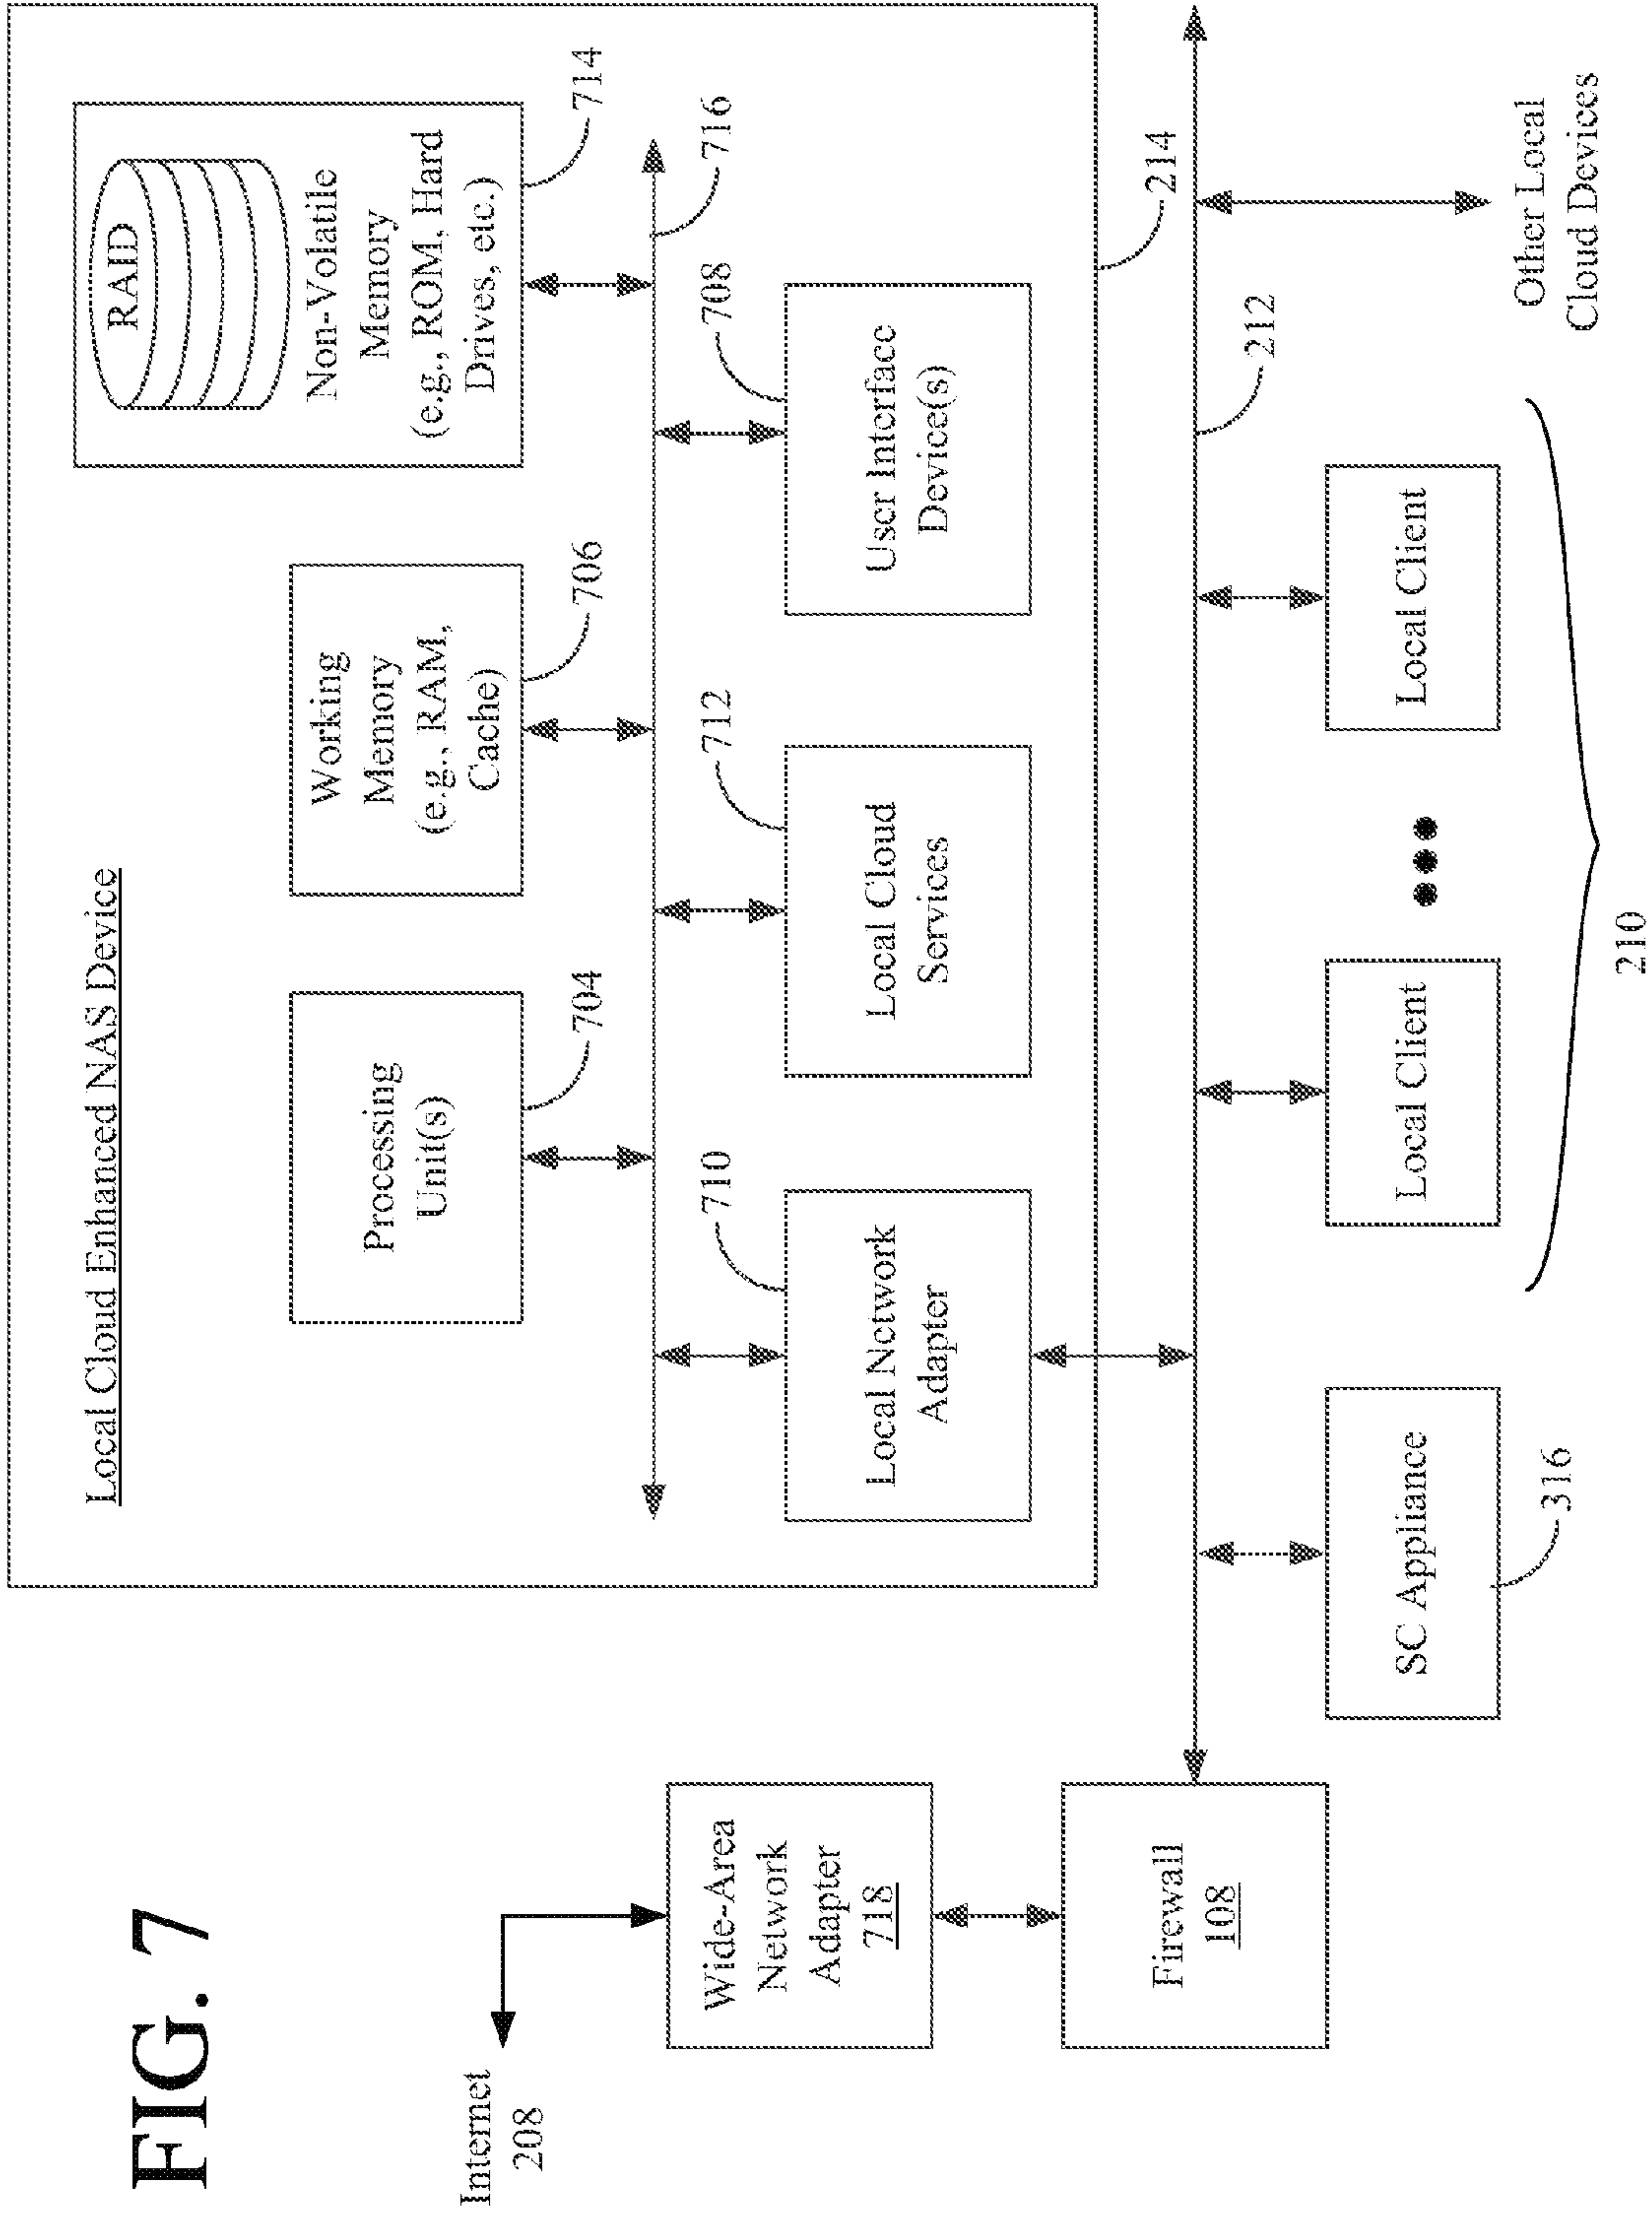 FIG. 7
Local Cloud Enhanced NAS Device
RAID
Non-Volatile
Memory
(e.g., ROM, Hard
Drives, etc.)
714
Working
Memory
(e.g., RAM,
Cache)
706
Processing
Unit(s)
704
716
Local Network
Adapter
710
Local Cloud
Services
712
User Interface
Device(s)
708
214
Internet
208
Wide-Area
Network
Adapter
718
Firewall
108
212
SC Appliance
316
Local Client
Local Client
210
Other Local
Cloud Devices